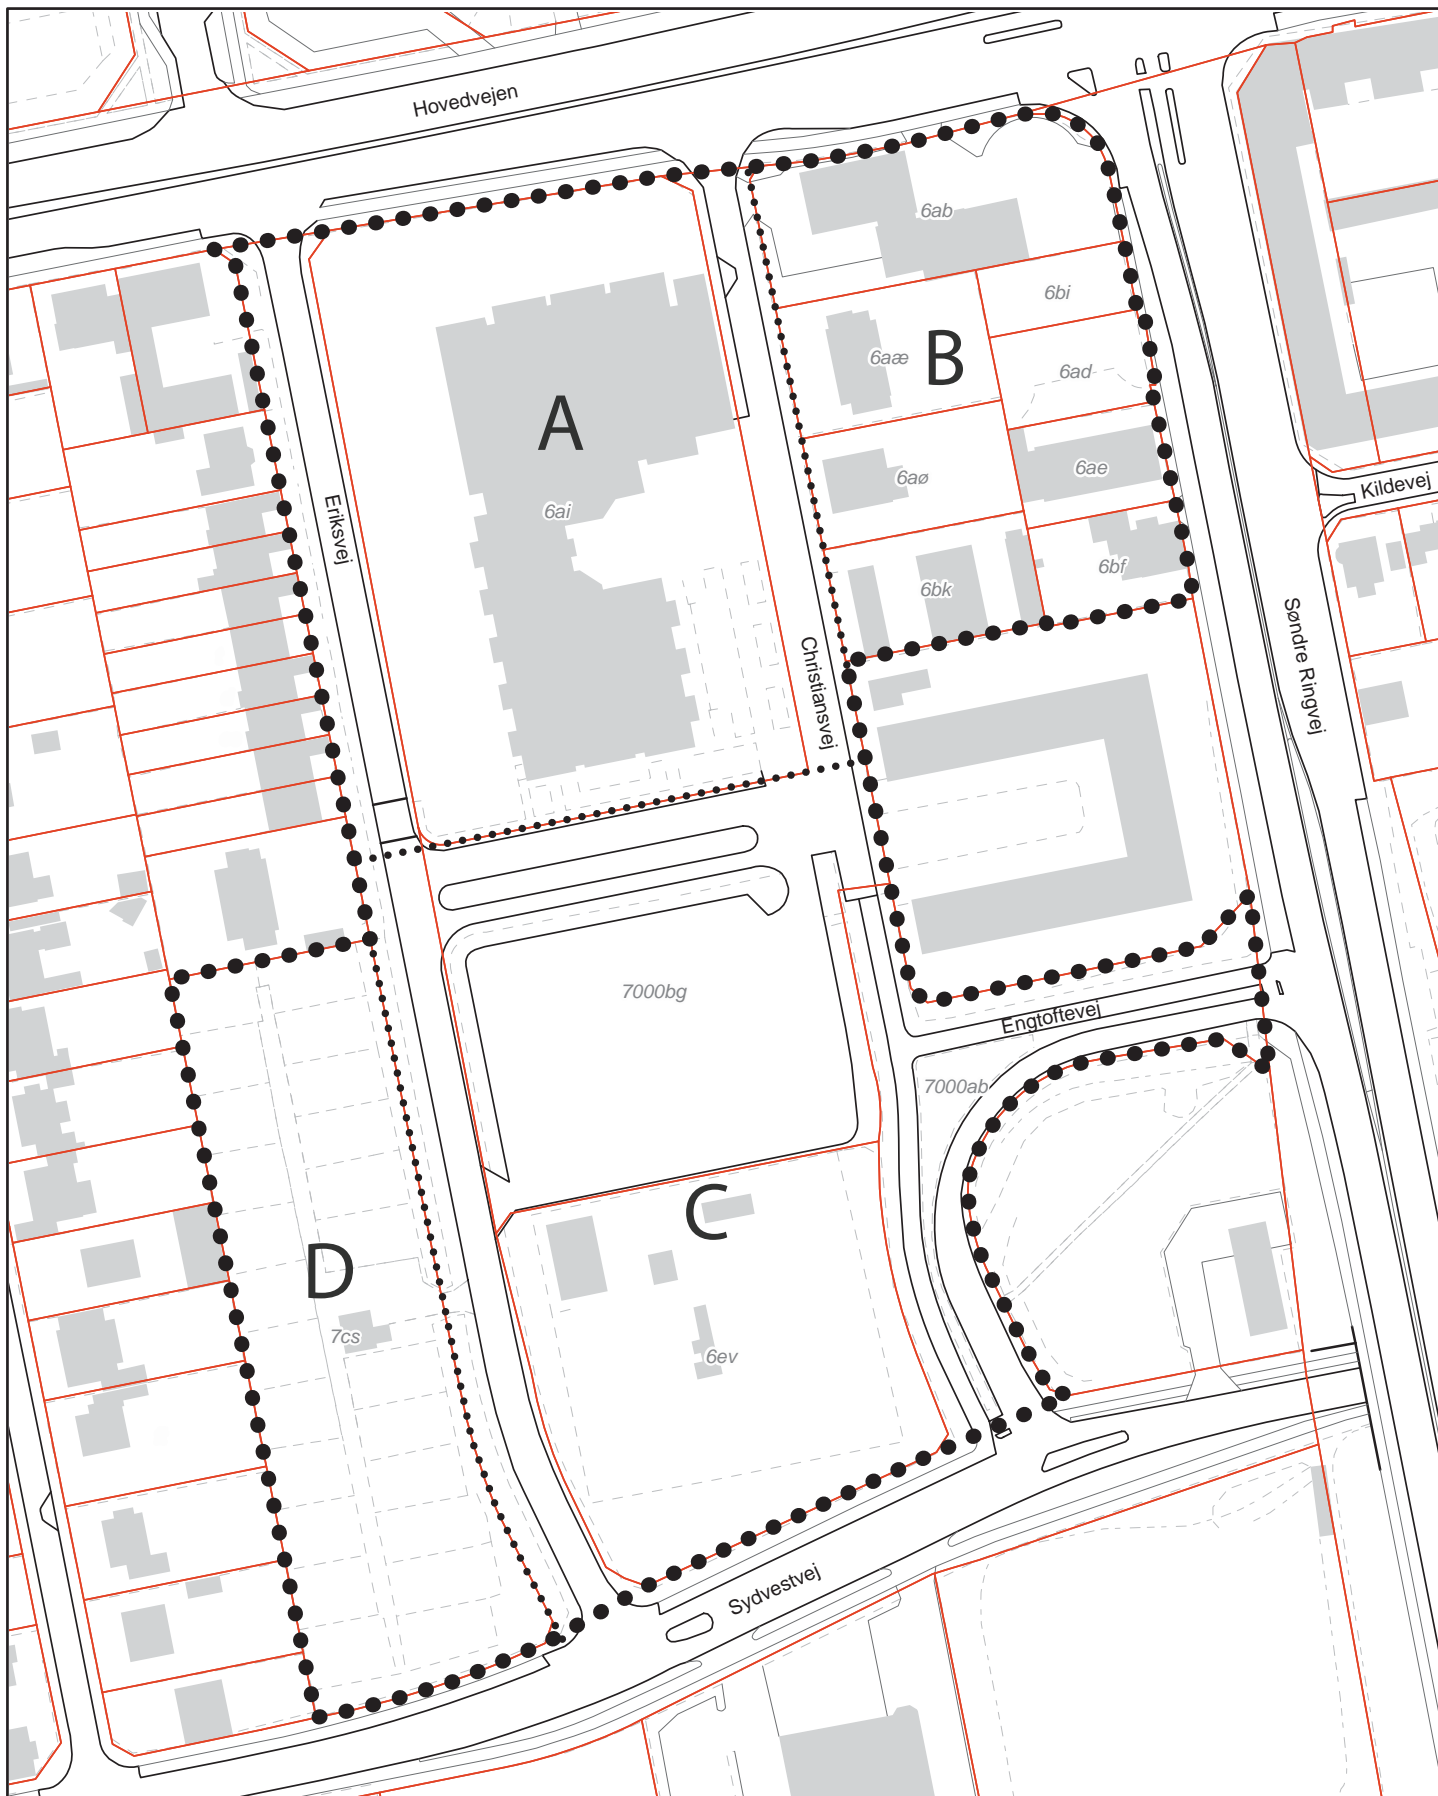 Hovedvejen
6ab
6bi
6aæ
B
6ad
A
6ae
6aø
Kildevej
6ai
Eriksvej
6bf
6bk
Søndre Ringvej
Christiansvej
7000bg
Engtoftevej
7000ab
C
D
7cs
6ev
Sydvestvej